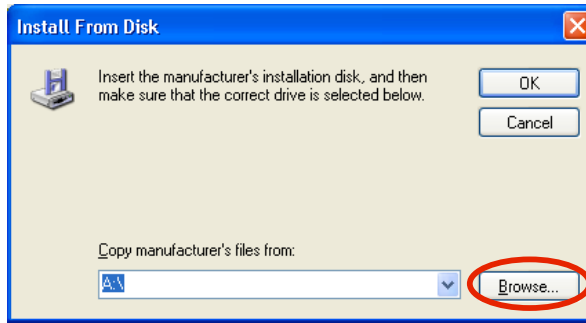 Install From Disk
Insert the manufacturer's installation disk, and then
make sure that the correct drive is selected below.
OK
Cancel
Copy manufacturer's files from:
A:\
Browse...